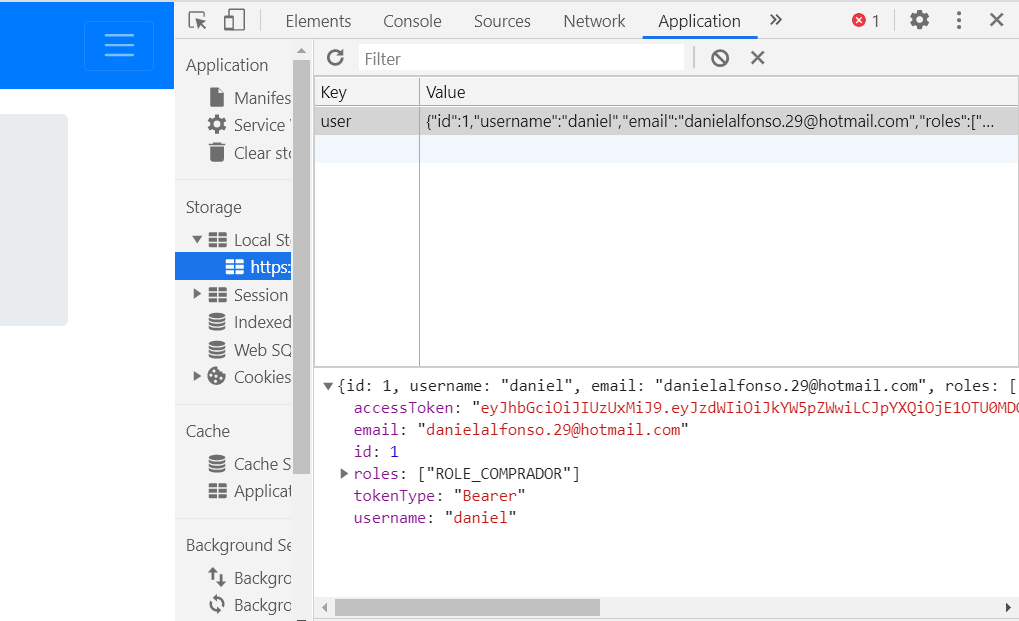 Elements Console Sources Network Application » 1
Application
Manifes
Service
Clear sto
Storage
Local Sto
https:
Session
Indexed
Web SQ
Cookies
Cache
Cache S
Applicat
Background Se
Backgro
Backgro
Filter
Key Value
user {"id":1,"username":"daniel","email":"danielalfonso.29@hotmail.com","roles":["...
{id: 1, username: "daniel", email: "danielalfonso.29@hotmail.com", roles: [
accessToken: "eyJhbGciOiJIUzUxMiJ9.eyJzdWIiOiJkYW5pZWwiLCJpYXQiOjE1OTU0MDG
email: "danielalfonso.29@hotmail.com"
id: 1
roles: ["ROLE_COMPRADOR"]
tokenType: "Bearer"
username: "daniel"